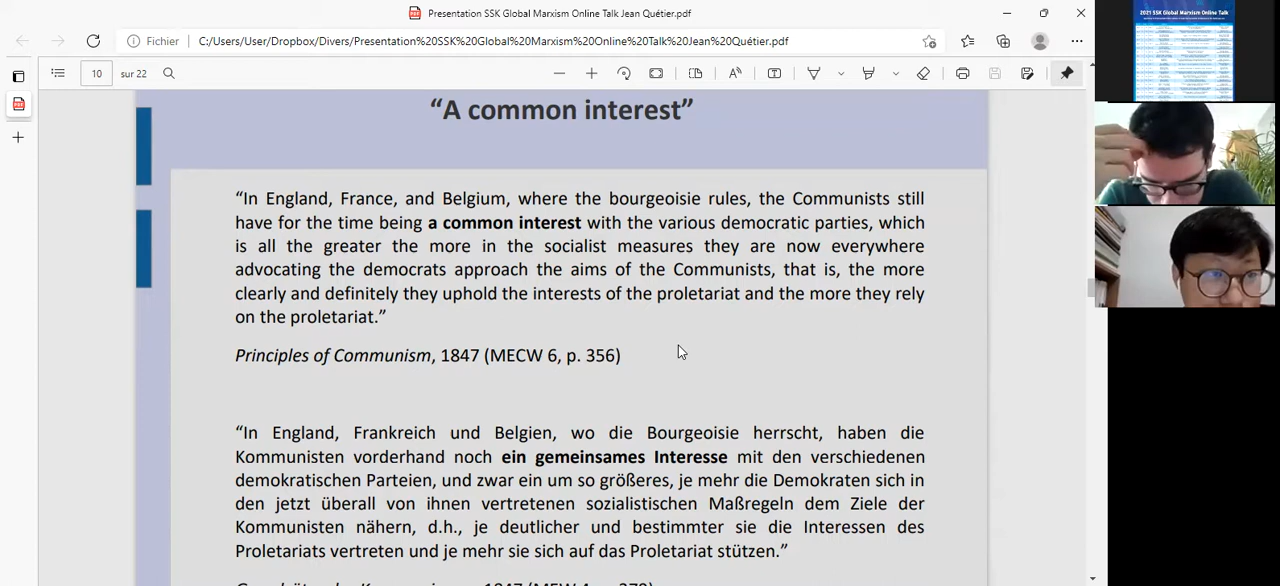 Presentation SSK Global Marxism Online Talk Jean Quétier.pdf
Fichier
C:/Users/User/Dropbox/Divers/Presentation%20SSK%20Global%20Marxism%20Online%20Talk%20Jean%20Quétier.pdf
10 sur 22
2021 SSK Global Marxism Online Talk
“A common interest”
“In England, France, and Belgium, where the bourgeoisie rules, the Communists still
have for the time being a common interest with the various democratic parties, which
is all the greater the more in the socialist measures they are now everywhere
advocating the democrats approach the aims of the Communists, that is, the more
clearly and definitely they uphold the interests of the proletariat and the more they rely
on the proletariat.”
Principles of Communism, 1847 (MECW 6, p. 356)
“In England, Frankreich und Belgien, wo die Bourgeoisie herrscht, haben die
Kommunisten vorderhand noch ein gemeinsames Interesse mit den verschiedenen
demokratischen Parteien, und zwar ein um so größeres, je mehr die Demokraten sich in
den jetzt überall von ihnen vertretenen sozialistischen Maßregeln dem Ziele der
Kommunisten nähern, d.h., je deutlicher und bestimmter sie die Interessen des
Proletariats vertreten und je mehr sie sich auf das Proletariat stützen.”